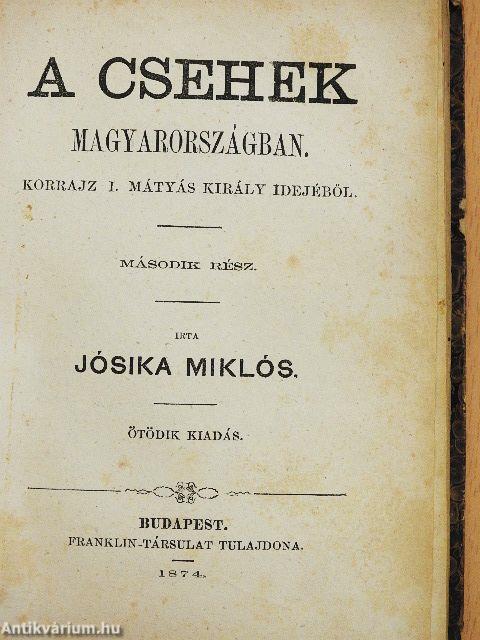 A CSEHEK
MAGYARORSZÁGBAN.
KORRAJZ I. MÁTYÁS KIRÁLY IDEJÉBŐL.
MÁSODIK RÉSZ.
IRTA
JÓSIKA MIKLÓS.
ÖTÖDIK KIADÁS.
BUDAPEST.
FRANKLIN-TÁRSULAT TULAJDONA.
1874.
Antikvárium.hu